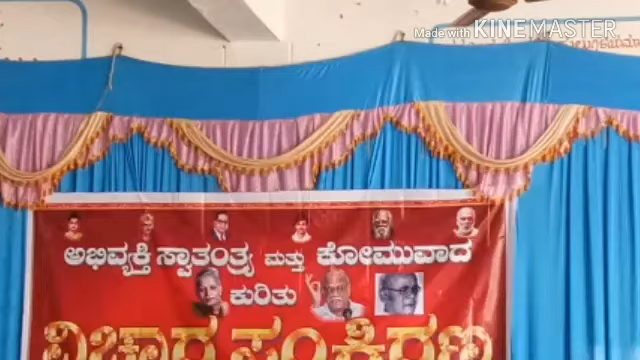 Made with KINEMASTER
ಅಭಿವ್ಯಕ್ತಿ ಸ್ವಾತಂತ್ರ್ಯ ಮತ್ತು ಕೋಮುವಾದ
ಕುರಿತು
ವಿಚಾರ ಸಂಕಿರಣ